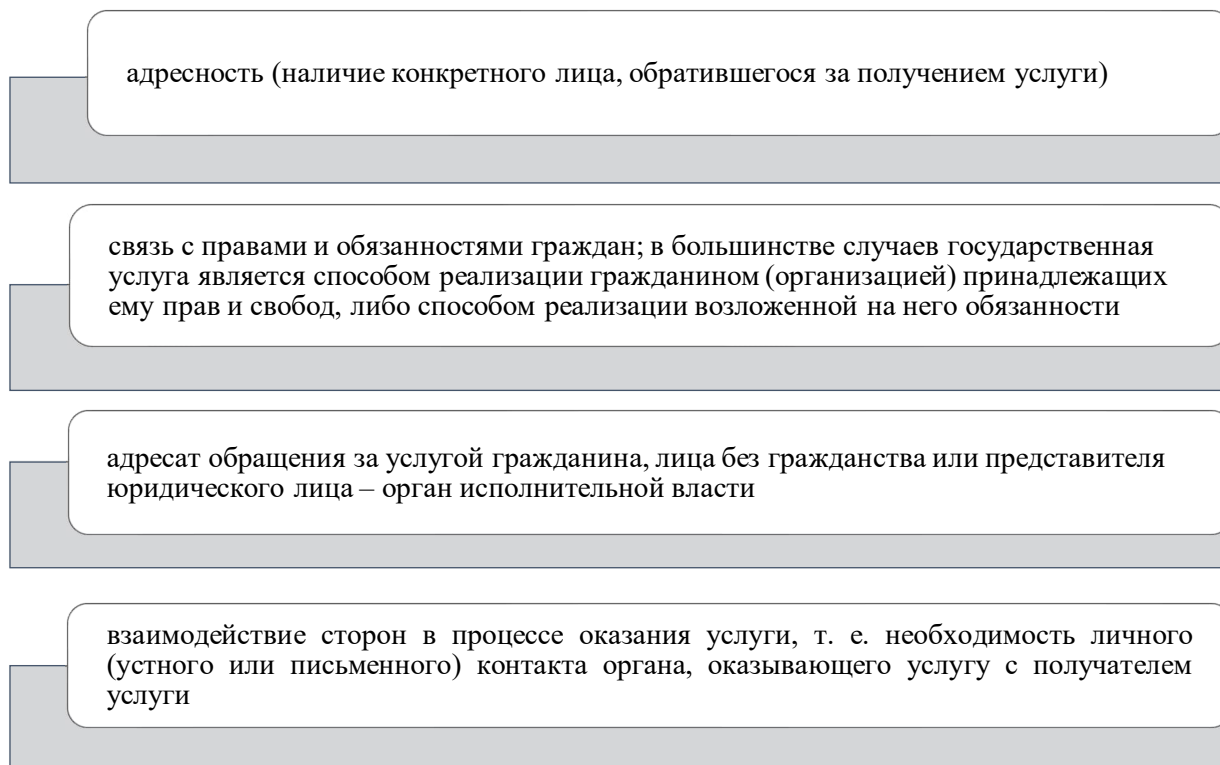 адресность (наличие конкретного лица, обратившегося за получением услуги)
связь с правами и обязанностями граждан; в большинстве случаев государственная
услуга является способом реализации гражданином (организацией) принадлежащих
ему прав и свобод, либо способом реализации возложенной на него обязанности
адресат обращения за услугой гражданина, лица без гражданства или представителя
юридического лица – орган исполнительной власти
взаимодействие сторон в процессе оказания услуги, т. е. необходимость личного
(устного или письменного) контакта органа, оказывающего услугу с получателем
услуги